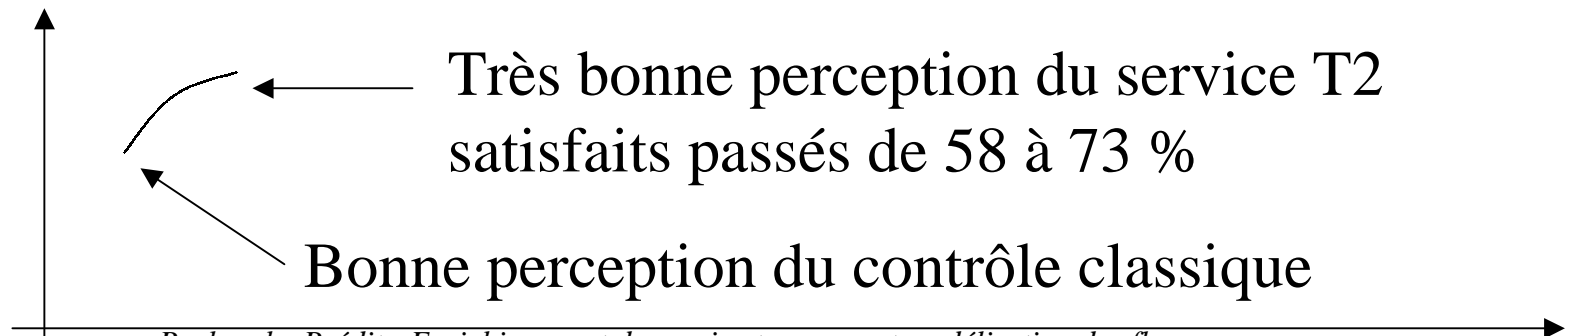 Très bonne perception du service T2
satisfaits passés de 58 à 73 %
Bonne perception du contrôle classique